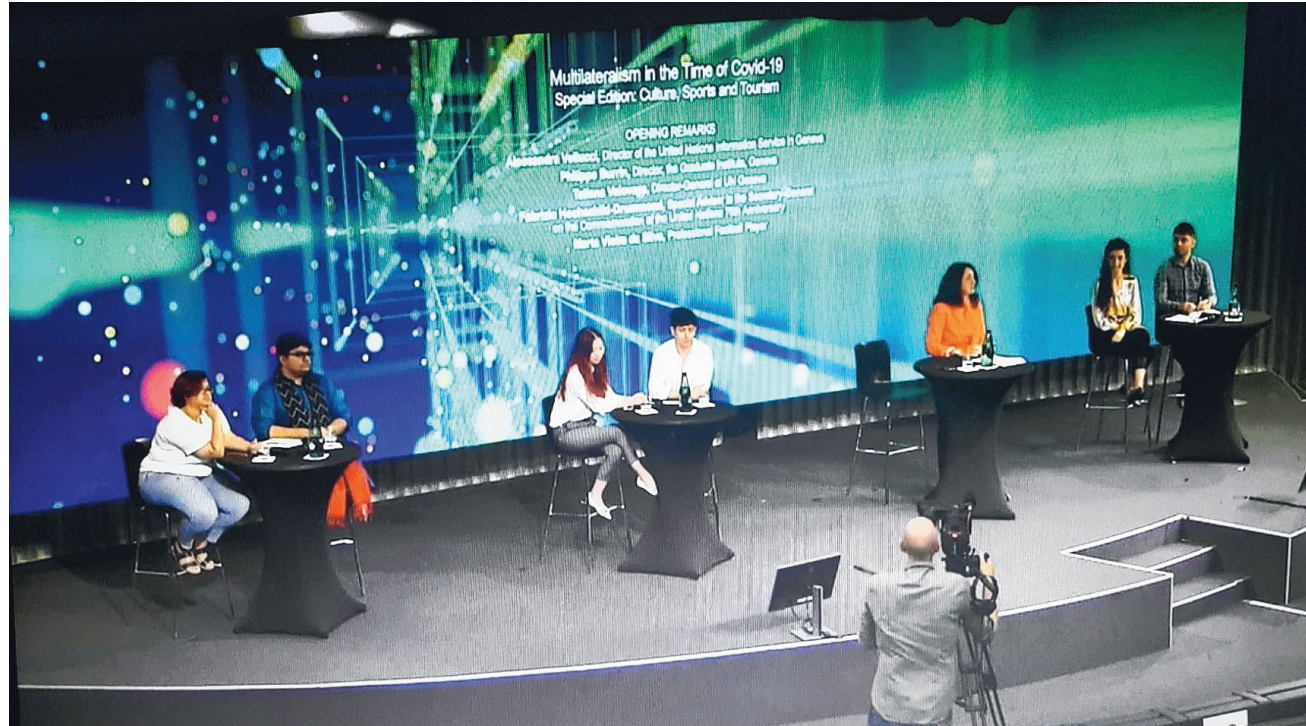 Multilateralism in the Time of Covid-19
Special Edition: Culture, Sports and Tourism
OPENING REMARKS
Alessandra Vellucci, Director of the United Nations Information Service in Geneva
Philippe Burrin, Director, the Graduate Institute, Geneva
Tatiana Valovaya, Director-General of UN Geneva
Special Adviser to the Secretary-General
on the Commemoration of the United Nations 75th Anniversary
Marta Vieira da Silva, Professional Football Player